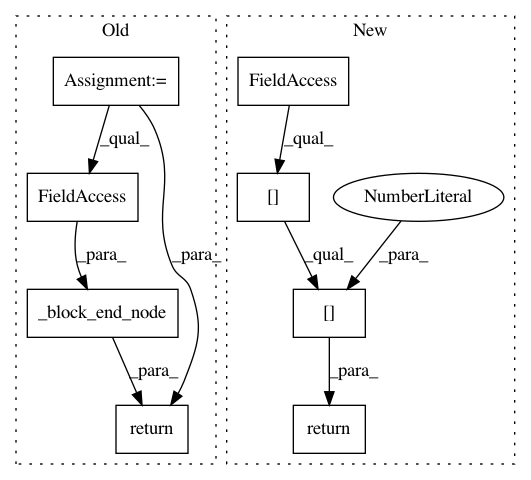 Old
New
Assignment:=
FieldAccess
_qual_
_qual_
FieldAccess
[]
NumberLiteral
_para_
_para_
_qual_
_para_
_block_end_node
[]
_para_
_para_
return
return